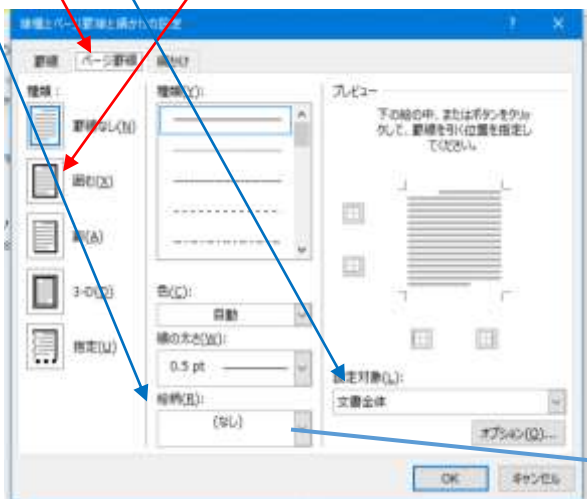 線種とページ罫線と網かけの設定
? ×
罫線 ページ罫線 網かけ
種類：
罫線なし(N)
囲む(X)
影(A)
3-D(D)
指定(U)
種類(Y):
色(C):
自動
線の太さ(W):
0.5 pt
絵柄(R):
(なし)
プレビュー
下の絵の中、またはボタンをクリッ
クして、罫線を引く位置を指定し
てください。
設定対象(L):
文書全体
オプション(O)...
OK キャンセル